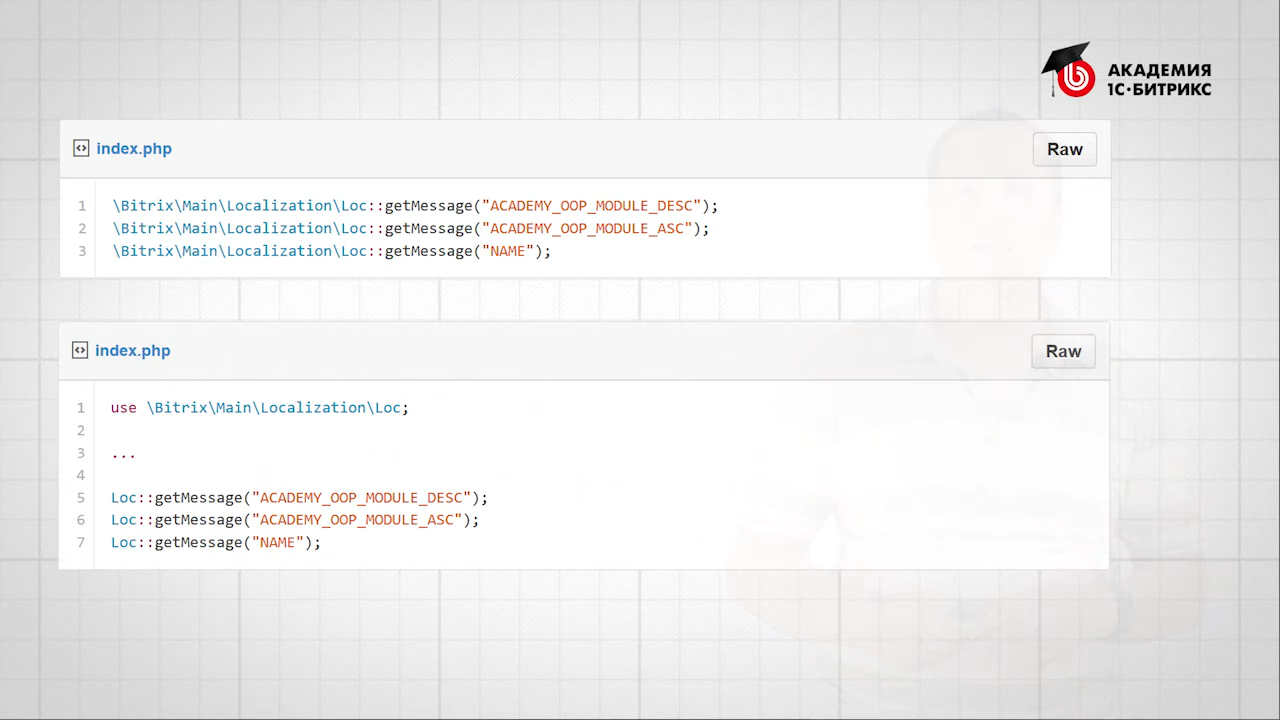 АКАДЕМИЯ
1С·БИТРИКС
index.php
Raw
1 \Bitrix\Main\Localization\Loc::getMessage("ACADEMY_OOP_MODULE_DESC");
2 \Bitrix\Main\Localization\Loc::getMessage("ACADEMY_OOP_MODULE_ASC");
3 \Bitrix\Main\Localization\Loc::getMessage("NAME");
index.php
Raw
1 use \Bitrix\Main\Localization\Loc;
2
3 ...
4
5 Loc::getMessage("ACADEMY_OOP_MODULE_DESC");
6 Loc::getMessage("ACADEMY_OOP_MODULE_ASC");
7 Loc::getMessage("NAME");